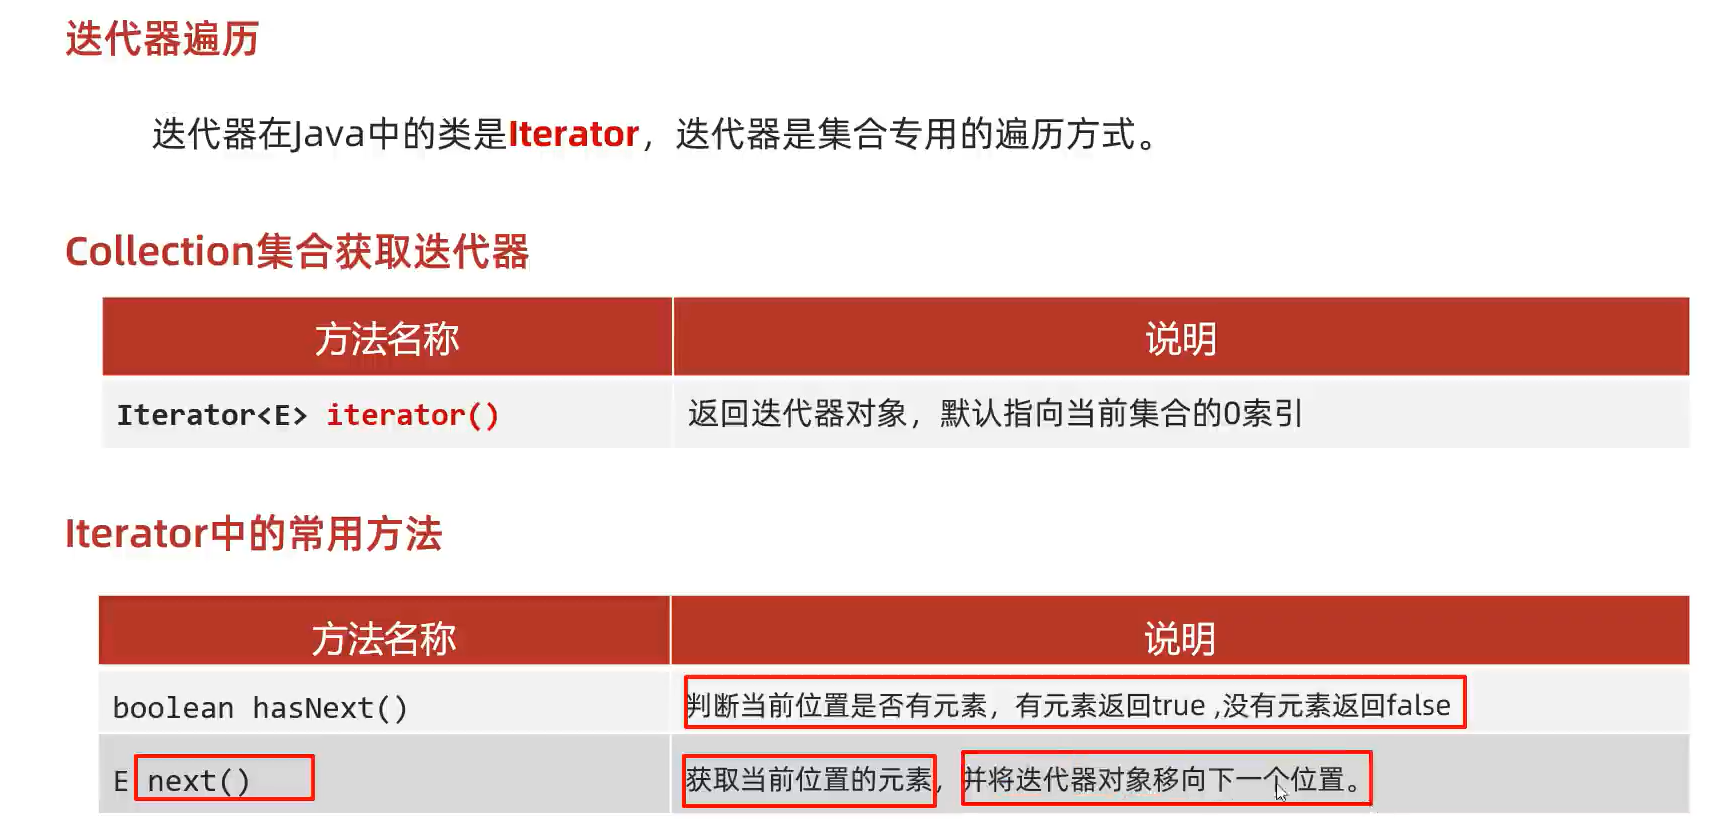 迭代器遍历
迭代器在Java中的类是Iterator，迭代器是集合专用的遍历方式。
Collection集合获取迭代器
方法名称 说明
Iterator<E> iterator() 返回迭代器对象，默认指向当前集合的0索引
Iterator中的常用方法
方法名称 说明
boolean hasNext() 判断当前位置是否有元素，有元素返回true ,没有元素返回false
E next() 获取当前位置的元素，并将迭代器对象移向下一个位置。